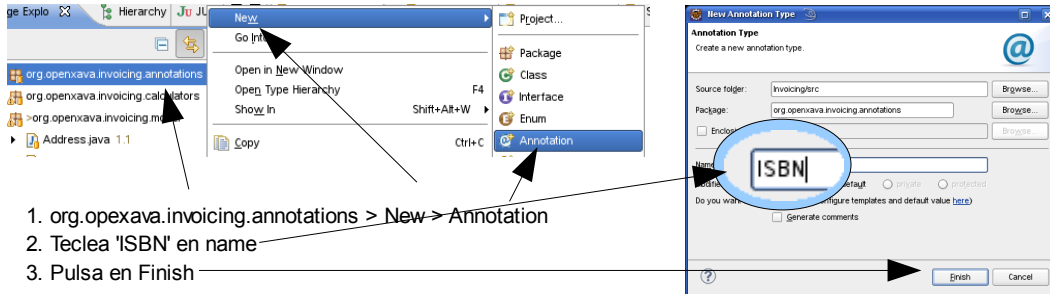 ge Explo
Hierarchy
Ju JU
org.openxava.invoicing.annotations
org.openxava.invoicing.calculators
>org.openxava.invoicing.mo
Address.java 1.1
New
Go Into
Open in New Window
Open Type Hierarchy F4
Show In Shift+Alt+W
Copy Ctrl+C
Project...
Package
Class
Interface
Enum
Annotation
New Annotation Type
Annotation Type
Create a new annotation type.
Source folder: Invoicing/src Browse...
Package: org.openxava.invoicing.annotations Browse...
Enclos Browse...
Name
ISBN
default private protected
Do you want figure templates and default value here)
Generate comments
Finish Cancel
1. org.opexava.invoicing.annotations > New > Annotation
2. Teclea 'ISBN' en name
3. Pulsa en Finish